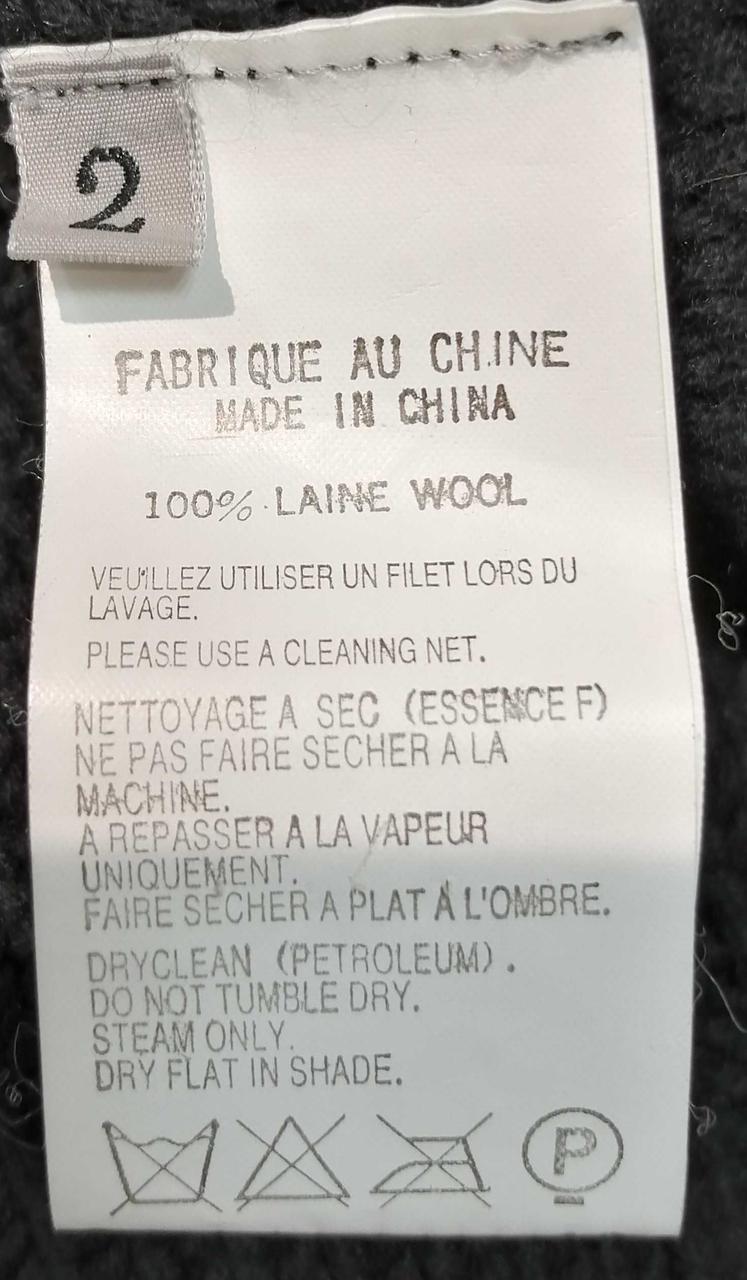 2
FABRIQUE AU CHINE
MADE IN CHINA
100% LAINE WOOL
VEUILLEZ UTILISER UN FILET LORS DU
LAVAGE.
PLEASE USE A CLEANING NET.
NETTOYAGE A SEC (ESSENCE F)
NE PAS FAIRE SECHER A LA
MACHINE.
A REPASSER A LA VAPEUR
UNIQUEMENT.
FAIRE SECHER A PLAT A L'OMBRE.
DRYCLEAN (PETROLEUM).
DO NOT TUMBLE DRY.
STEAM ONLY.
DRY FLAT IN SHADE.
P